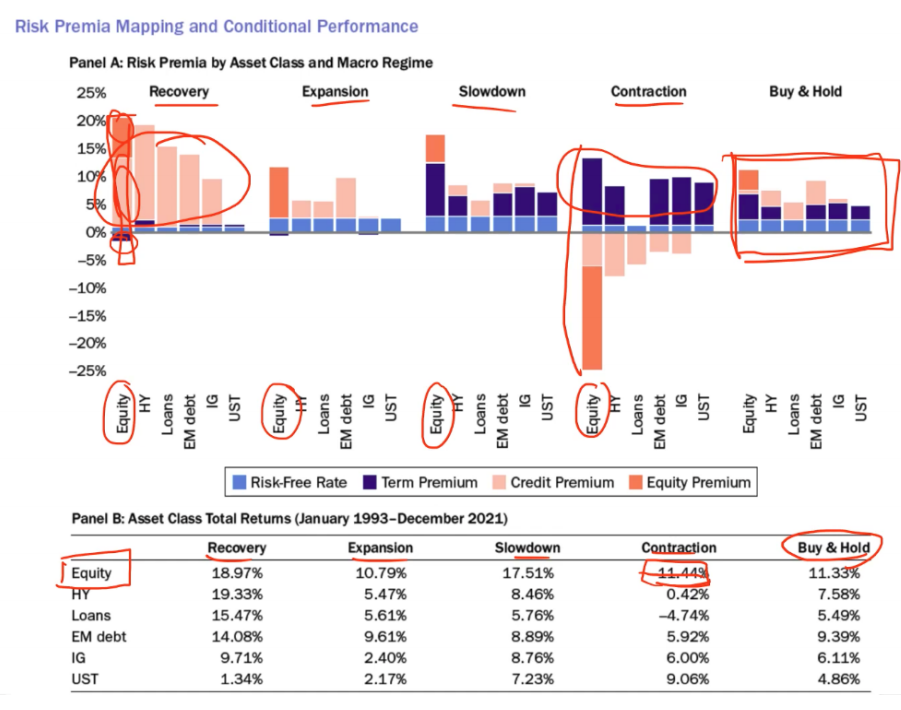 Risk Premia Mapping and Conditional Performance
Panel A: Risk Premia by Asset Class and Macro Regime
25% Recovery Expansion Slowdown Contraction Buy & Hold
20%
15%
10%
5%
0%
−5%
−10%
−15%
−20%
−25%
Equity HY Loans EM debt IG UST Equity HY Loans EM debt IG UST Equity HY Loans EM debt IG UST Equity HY Loans EM debt IG UST Equity HY Loans EM debt IG UST
Risk-Free Rate Term Premium Credit Premium Equity Premium
Panel B: Asset Class Total Returns (January 1993–December 2021)
Recovery Expansion Slowdown Contraction Buy & Hold
Equity 18.97% 10.79% 17.51% 11.44% 11.33%
HY 19.33% 5.47% 8.46% 0.42% 7.58%
Loans 15.47% 5.61% 5.76% −4.74% 5.49%
EM debt 14.08% 9.61% 8.89% 5.92% 9.39%
IG 9.71% 2.40% 8.76% 6.00% 6.11%
UST 1.34% 2.17% 7.23% 9.06% 4.86%